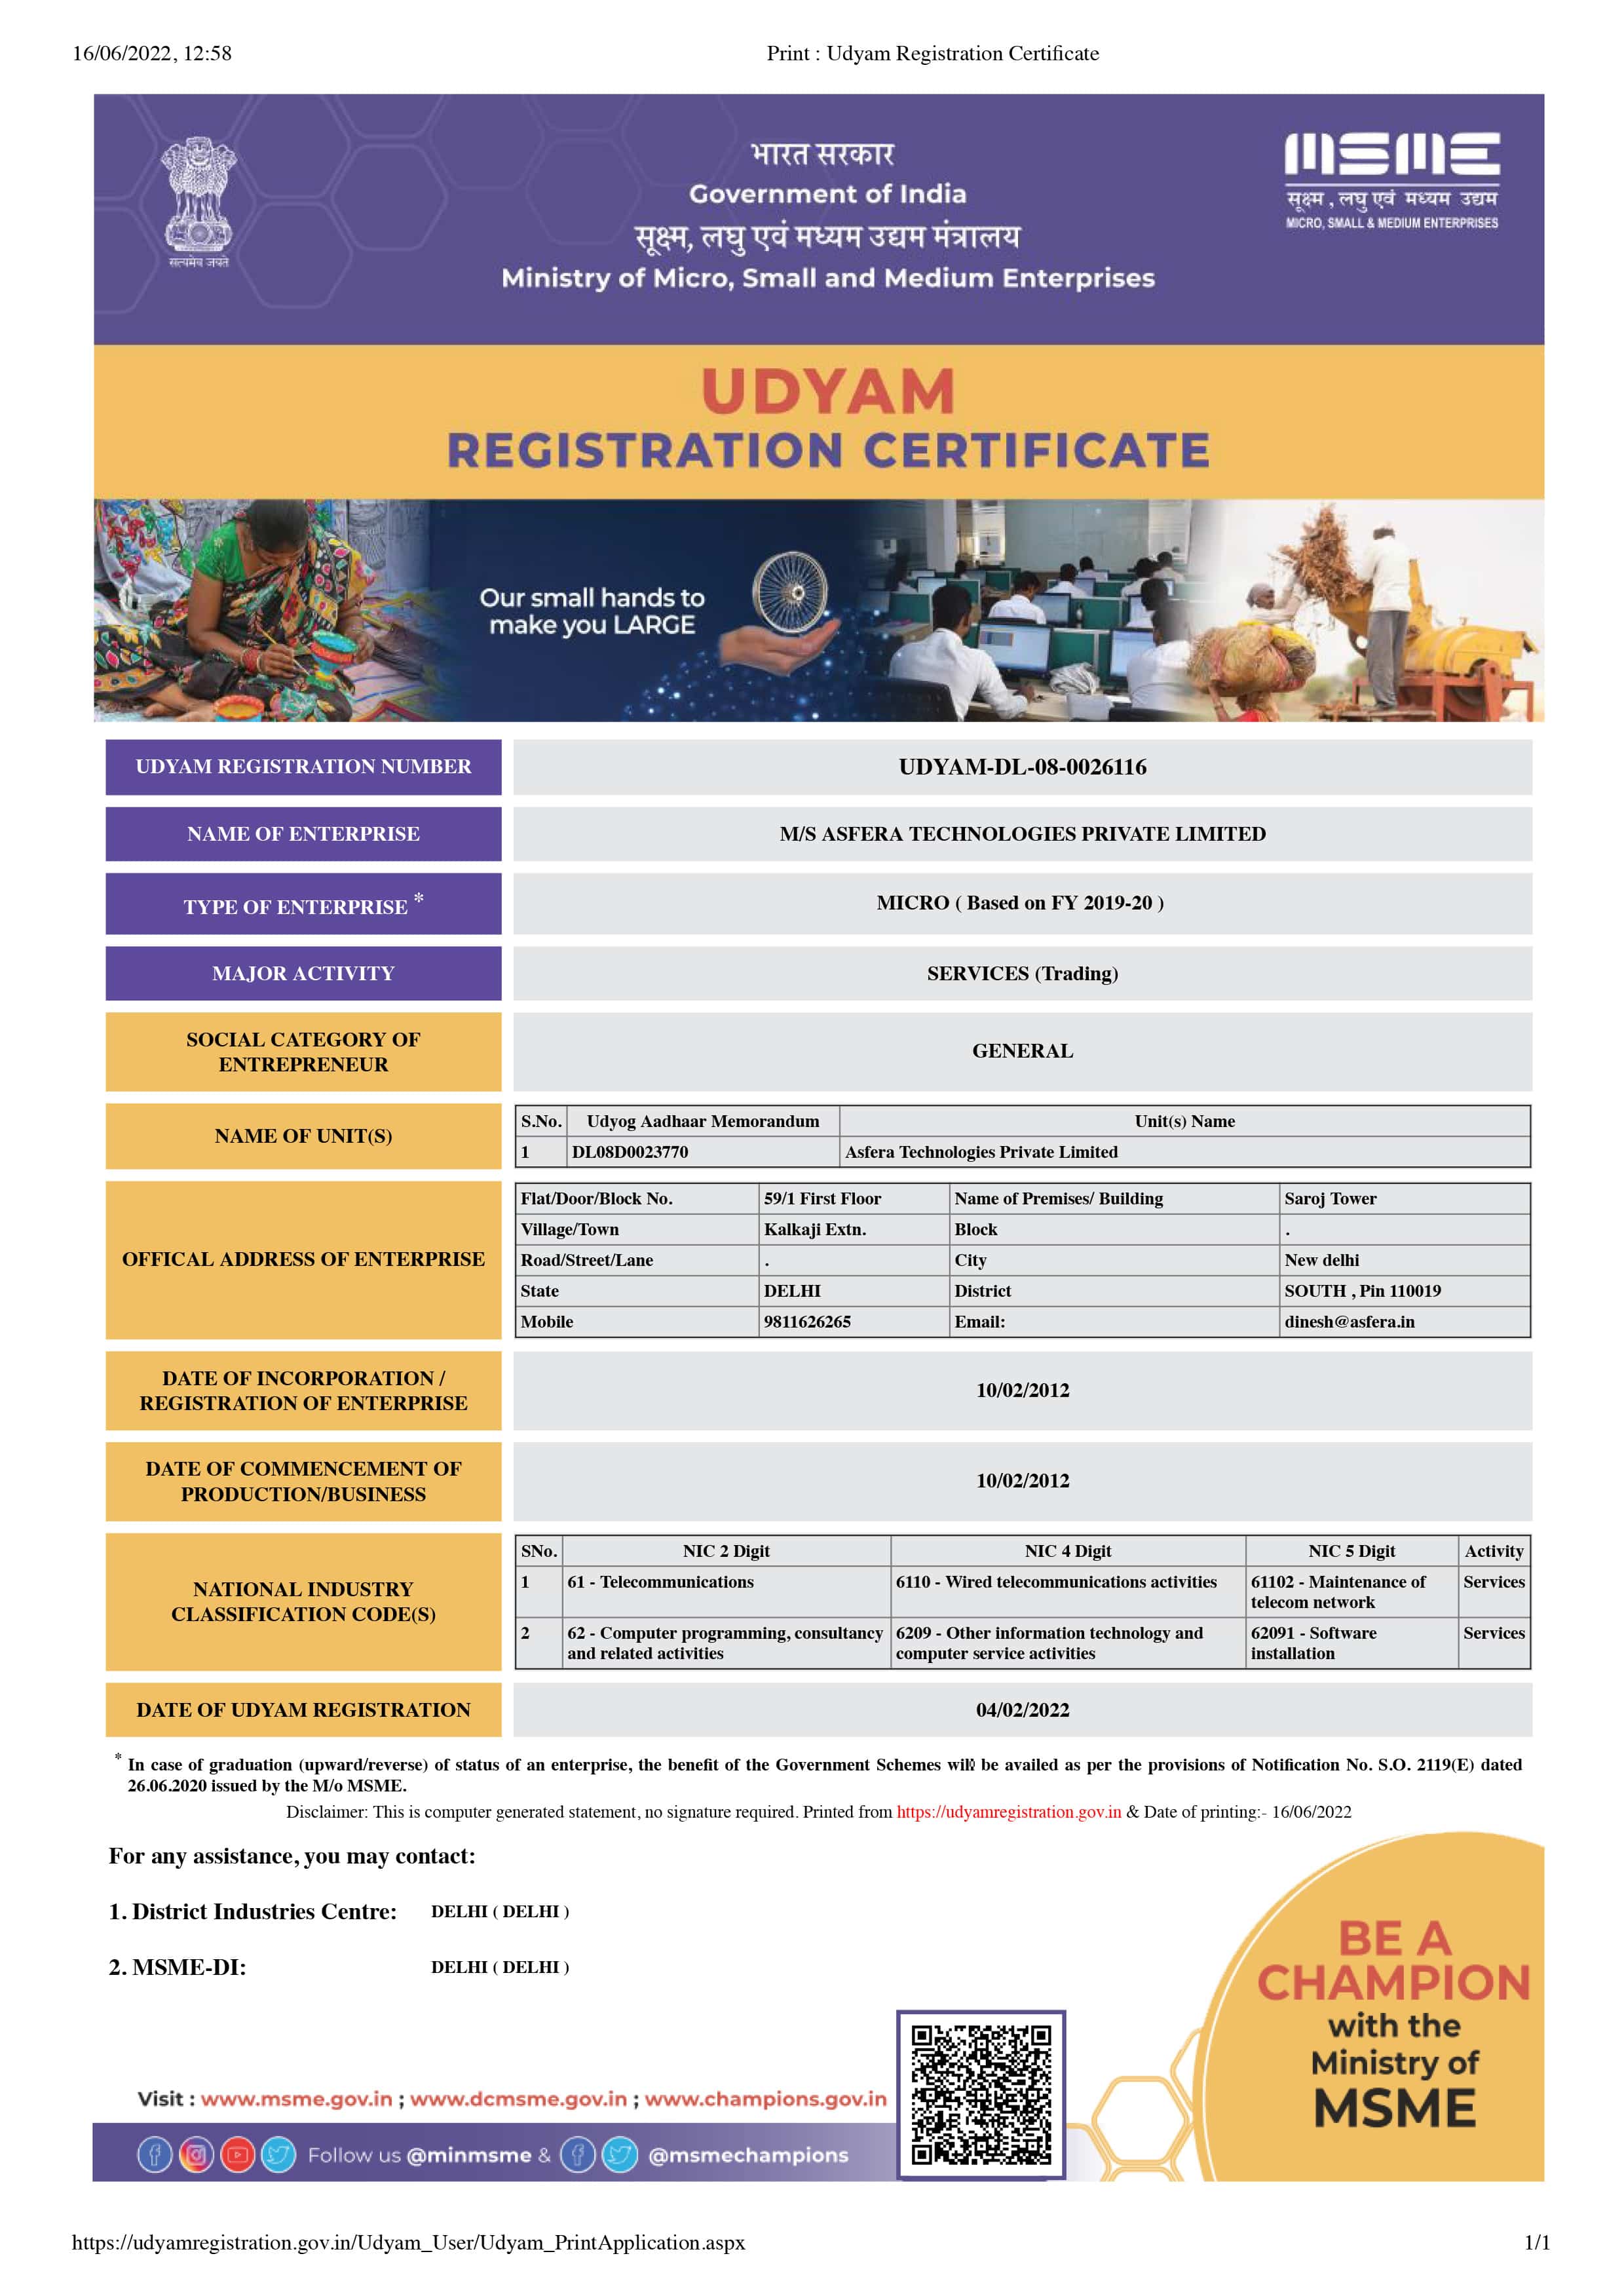 16/06/2022, 12:58 Print : Udyam Registration Certificate
सत्यमेव जयते
भारत सरकार
Government of India
सूक्ष्म, लघु एवं मध्यम उद्यम मंत्रालय
Ministry of Micro, Small and Medium Enterprises
MSME
सूक्ष्म , लघु एवं मध्यम उद्यम
MICRO, SMALL & MEDIUM ENTERPRISES
UDYAM
REGISTRATION CERTIFICATE
Our small hands to
make you LARGE
UDYAM REGISTRATION NUMBER UDYAM-DL-08-0026116
NAME OF ENTERPRISE M/S ASFERA TECHNOLOGIES PRIVATE LIMITED
TYPE OF ENTERPRISE * MICRO ( Based on FY 2019-20 )
MAJOR ACTIVITY SERVICES (Trading)
SOCIAL CATEGORY OF
ENTREPRENEUR
GENERAL
NAME OF UNIT(S)
S.No. Udyog Aadhaar Memorandum Unit(s) Name
1 DL08D0023770 Asfera Technologies Private Limited
OFFICAL ADDRESS OF ENTERPRISE
Flat/Door/Block No. 59/1 First Floor Name of Premises/ Building Saroj Tower
Village/Town Kalkaji Extn. Block .
Road/Street/Lane . City New delhi
State DELHI District SOUTH , Pin 110019
Mobile 9811626265 Email: dinesh@asfera.in
DATE OF INCORPORATION /
REGISTRATION OF ENTERPRISE
10/02/2012
DATE OF COMMENCEMENT OF
PRODUCTION/BUSINESS
10/02/2012
NATIONAL INDUSTRY
CLASSIFICATION CODE(S)
SNo. NIC 2 Digit NIC 4 Digit NIC 5 Digit Activity
1 61 - Telecommunications 6110 - Wired telecommunications activities 61102 - Maintenance of Services
telecom network
2 62 - Computer programming, consultancy 6209 - Other information technology and 62091 - Software Services
and related activities computer service activities installation
DATE OF UDYAM REGISTRATION 04/02/2022
* In case of graduation (upward/reverse) of status of an enterprise, the benefit of the Government Schemes will be availed as per the provisions of Notification No. S.O. 2119(E) dated
26.06.2020 issued by the M/o MSME.
Disclaimer: This is computer generated statement, no signature required. Printed from https://udyamregistration.gov.in & Date of printing:- 16/06/2022
For any assistance, you may contact:
1. District Industries Centre: DELHI ( DELHI )
2. MSME-DI: DELHI ( DELHI )
BE A
CHAMPION
with the
Ministry of
MSME
Visit : www.msme.gov.in ; www.dcmsme.gov.in ; www.champions.gov.in
Follow us @minmsme & @msmechampions
https://udyamregistration.gov.in/Udyam_User/Udyam_PrintApplication.aspx 1/1